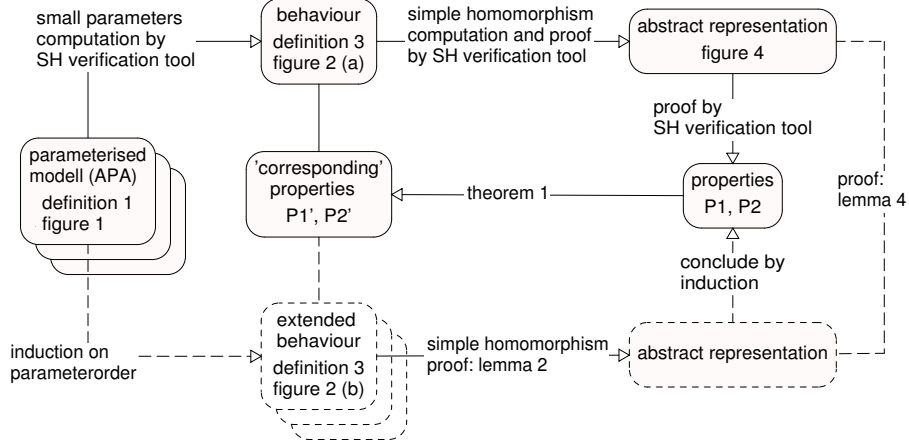 small parameters
computation by
SH verification tool
behaviour
definition 3
figure 2 (a)
simple homomorphism
computation and proof
by SH verification tool
abstract representation
figure 4
proof by
SH verification tool
parameterised
modell (APA)
definition 1
figure 1
'corresponding'
properties
P1', P2'
theorem 1
properties
P1, P2
proof:
lemma 4
conclude by
induction
induction on
parameterorder
extended
behaviour
definition 3
figure 2 (b)
simple homomorphism
proof: lemma 2
abstract representation